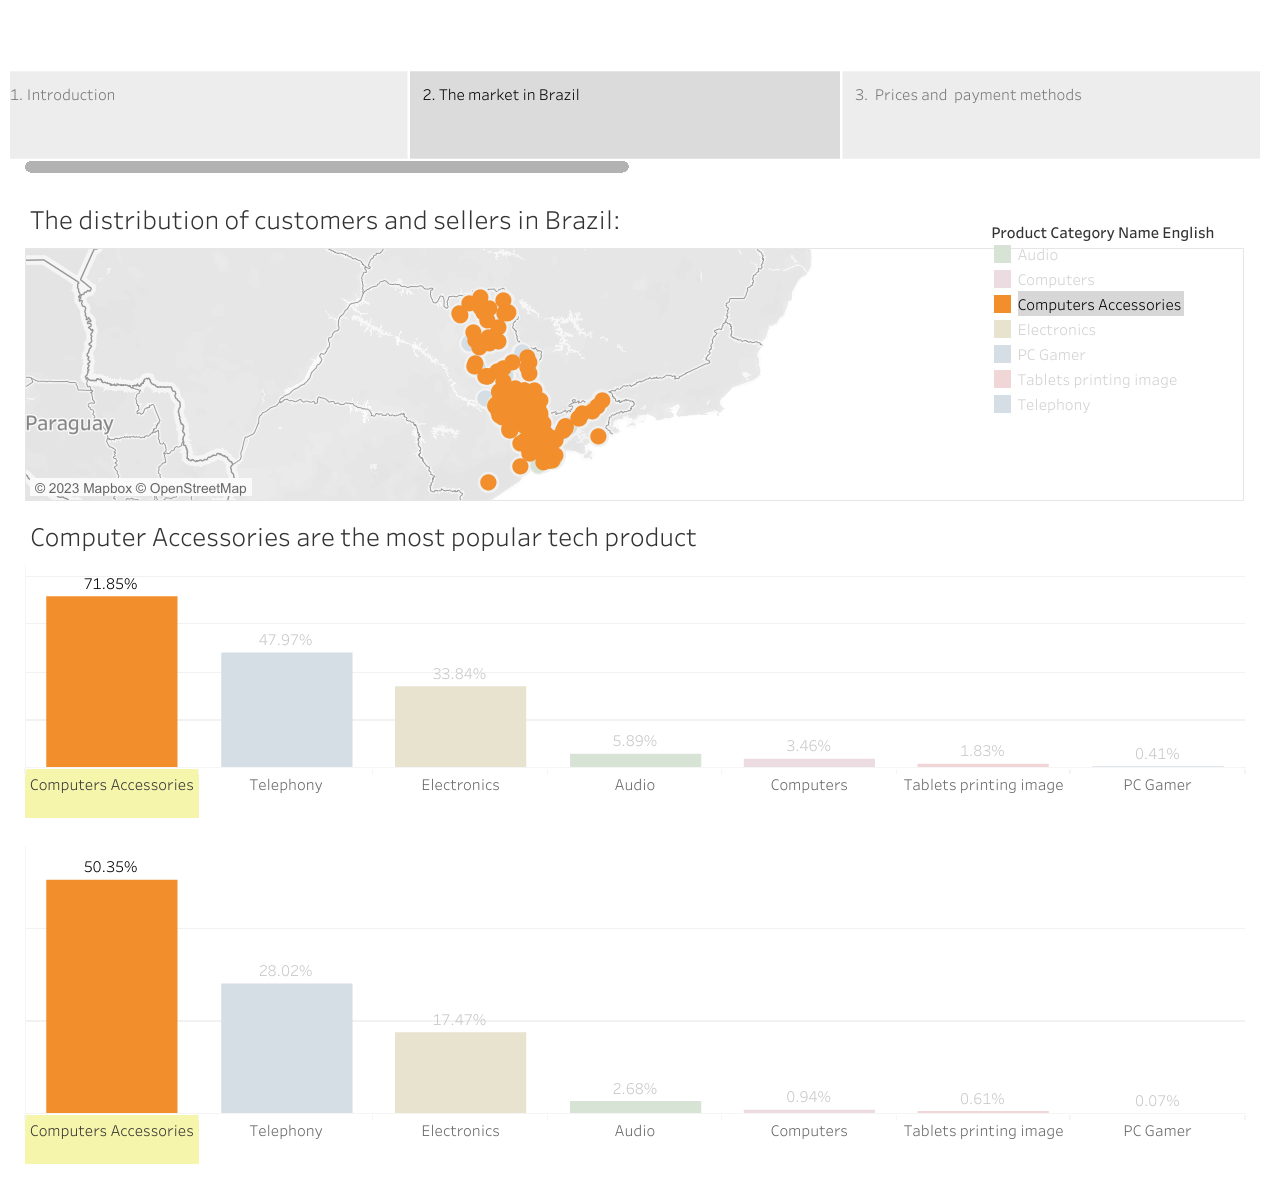 1. Introduction
2. The market in Brazil
3.  Prices and  payment methods
The distribution of customers and sellers in Brazil:
Product Category Name English
Audio
Computers
Computers Accessories
Electronics
PC Gamer
Tablets printing image
Telephony
Paraguay
© 2023 Mapbox © OpenStreetMap
Computer Accessories are the most popular tech product
71.85%
47.97%
33.84%
5.89%
3.46%
1.83%
0.41%
Computers Accessories
Telephony
Electronics
Audio
Computers
Tablets printing image
PC Gamer
50.35%
28.02%
17.47%
2.68%
0.94%
0.61%
0.07%
Computers Accessories
Telephony
Electronics
Audio
Computers
Tablets printing image
PC Gamer